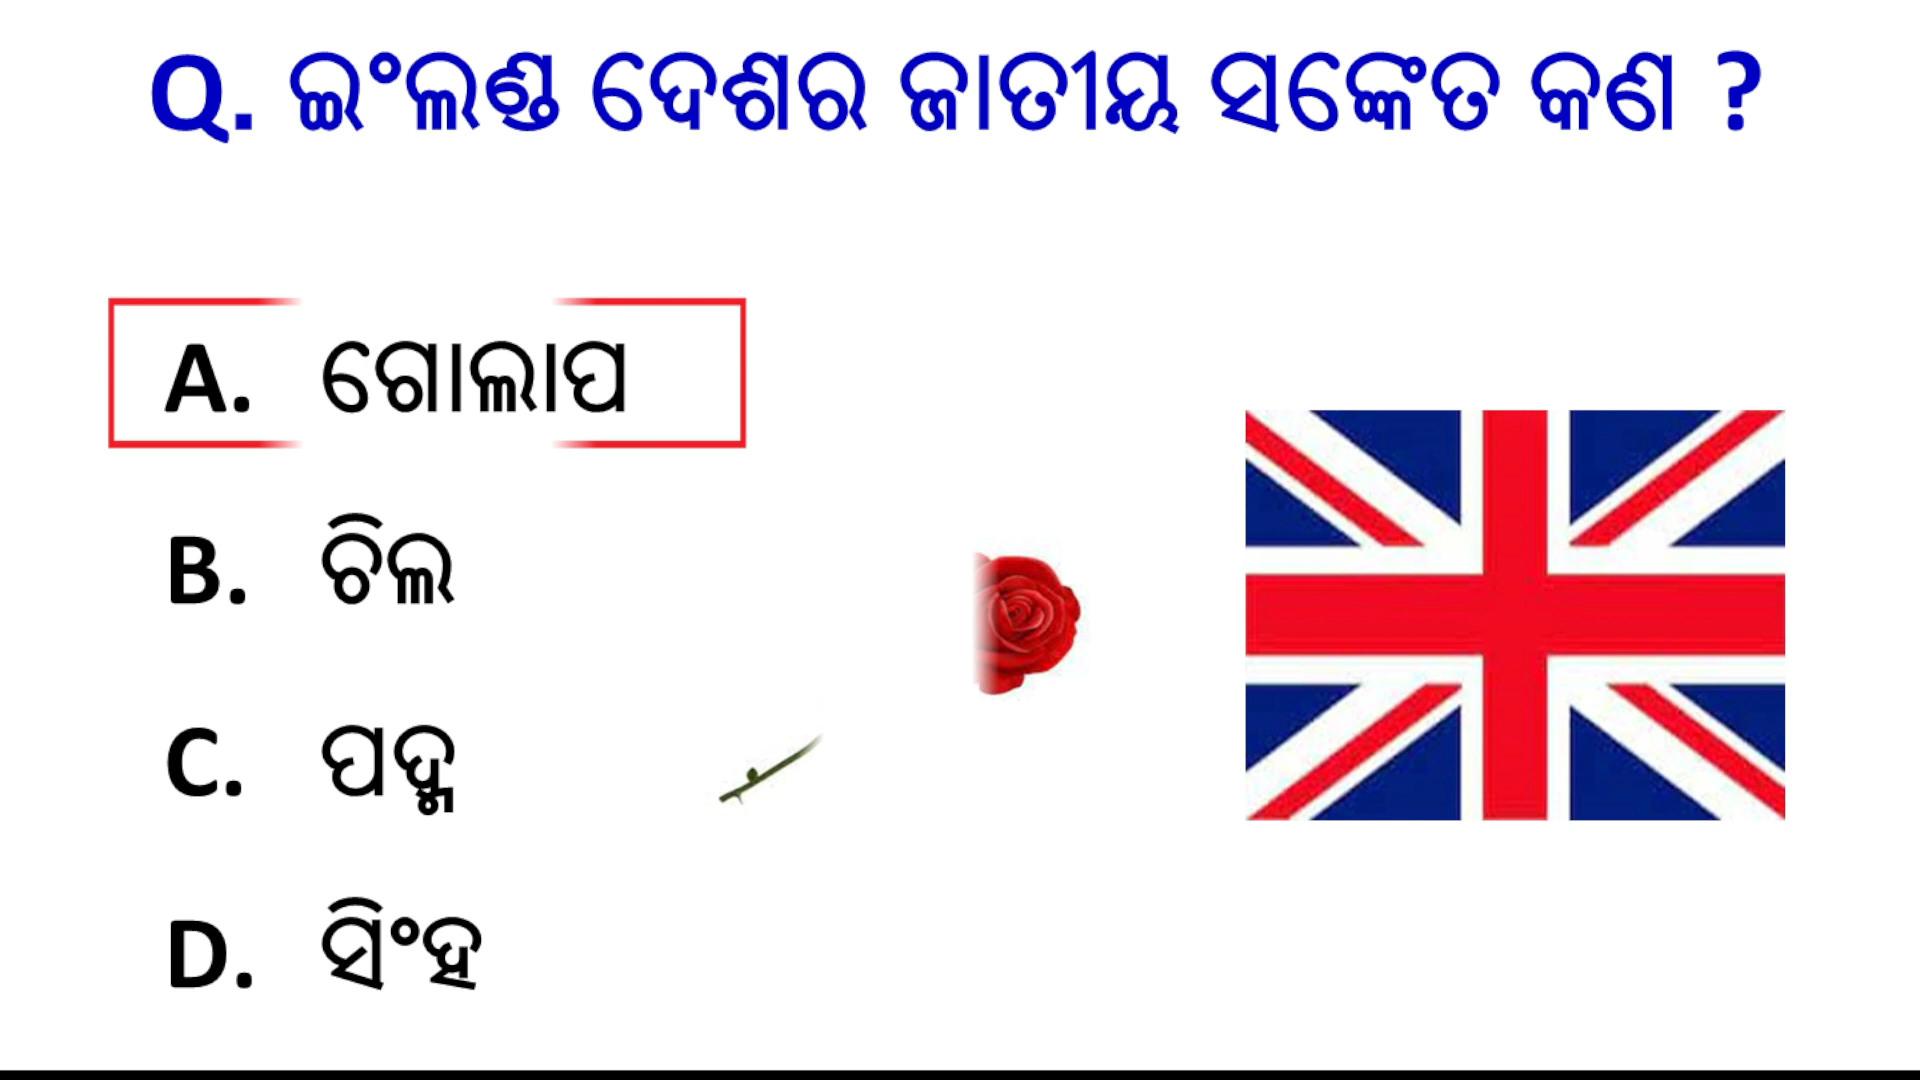 Q. ଇଂଲଣ୍ଡ ଦେଶର ଜାତୀୟ ସଙ୍କେତ କଣ ?
A. ଗୋଲାପ
B. ଚିଲ
C. ପଦ୍ମ
D. ସିଂହ